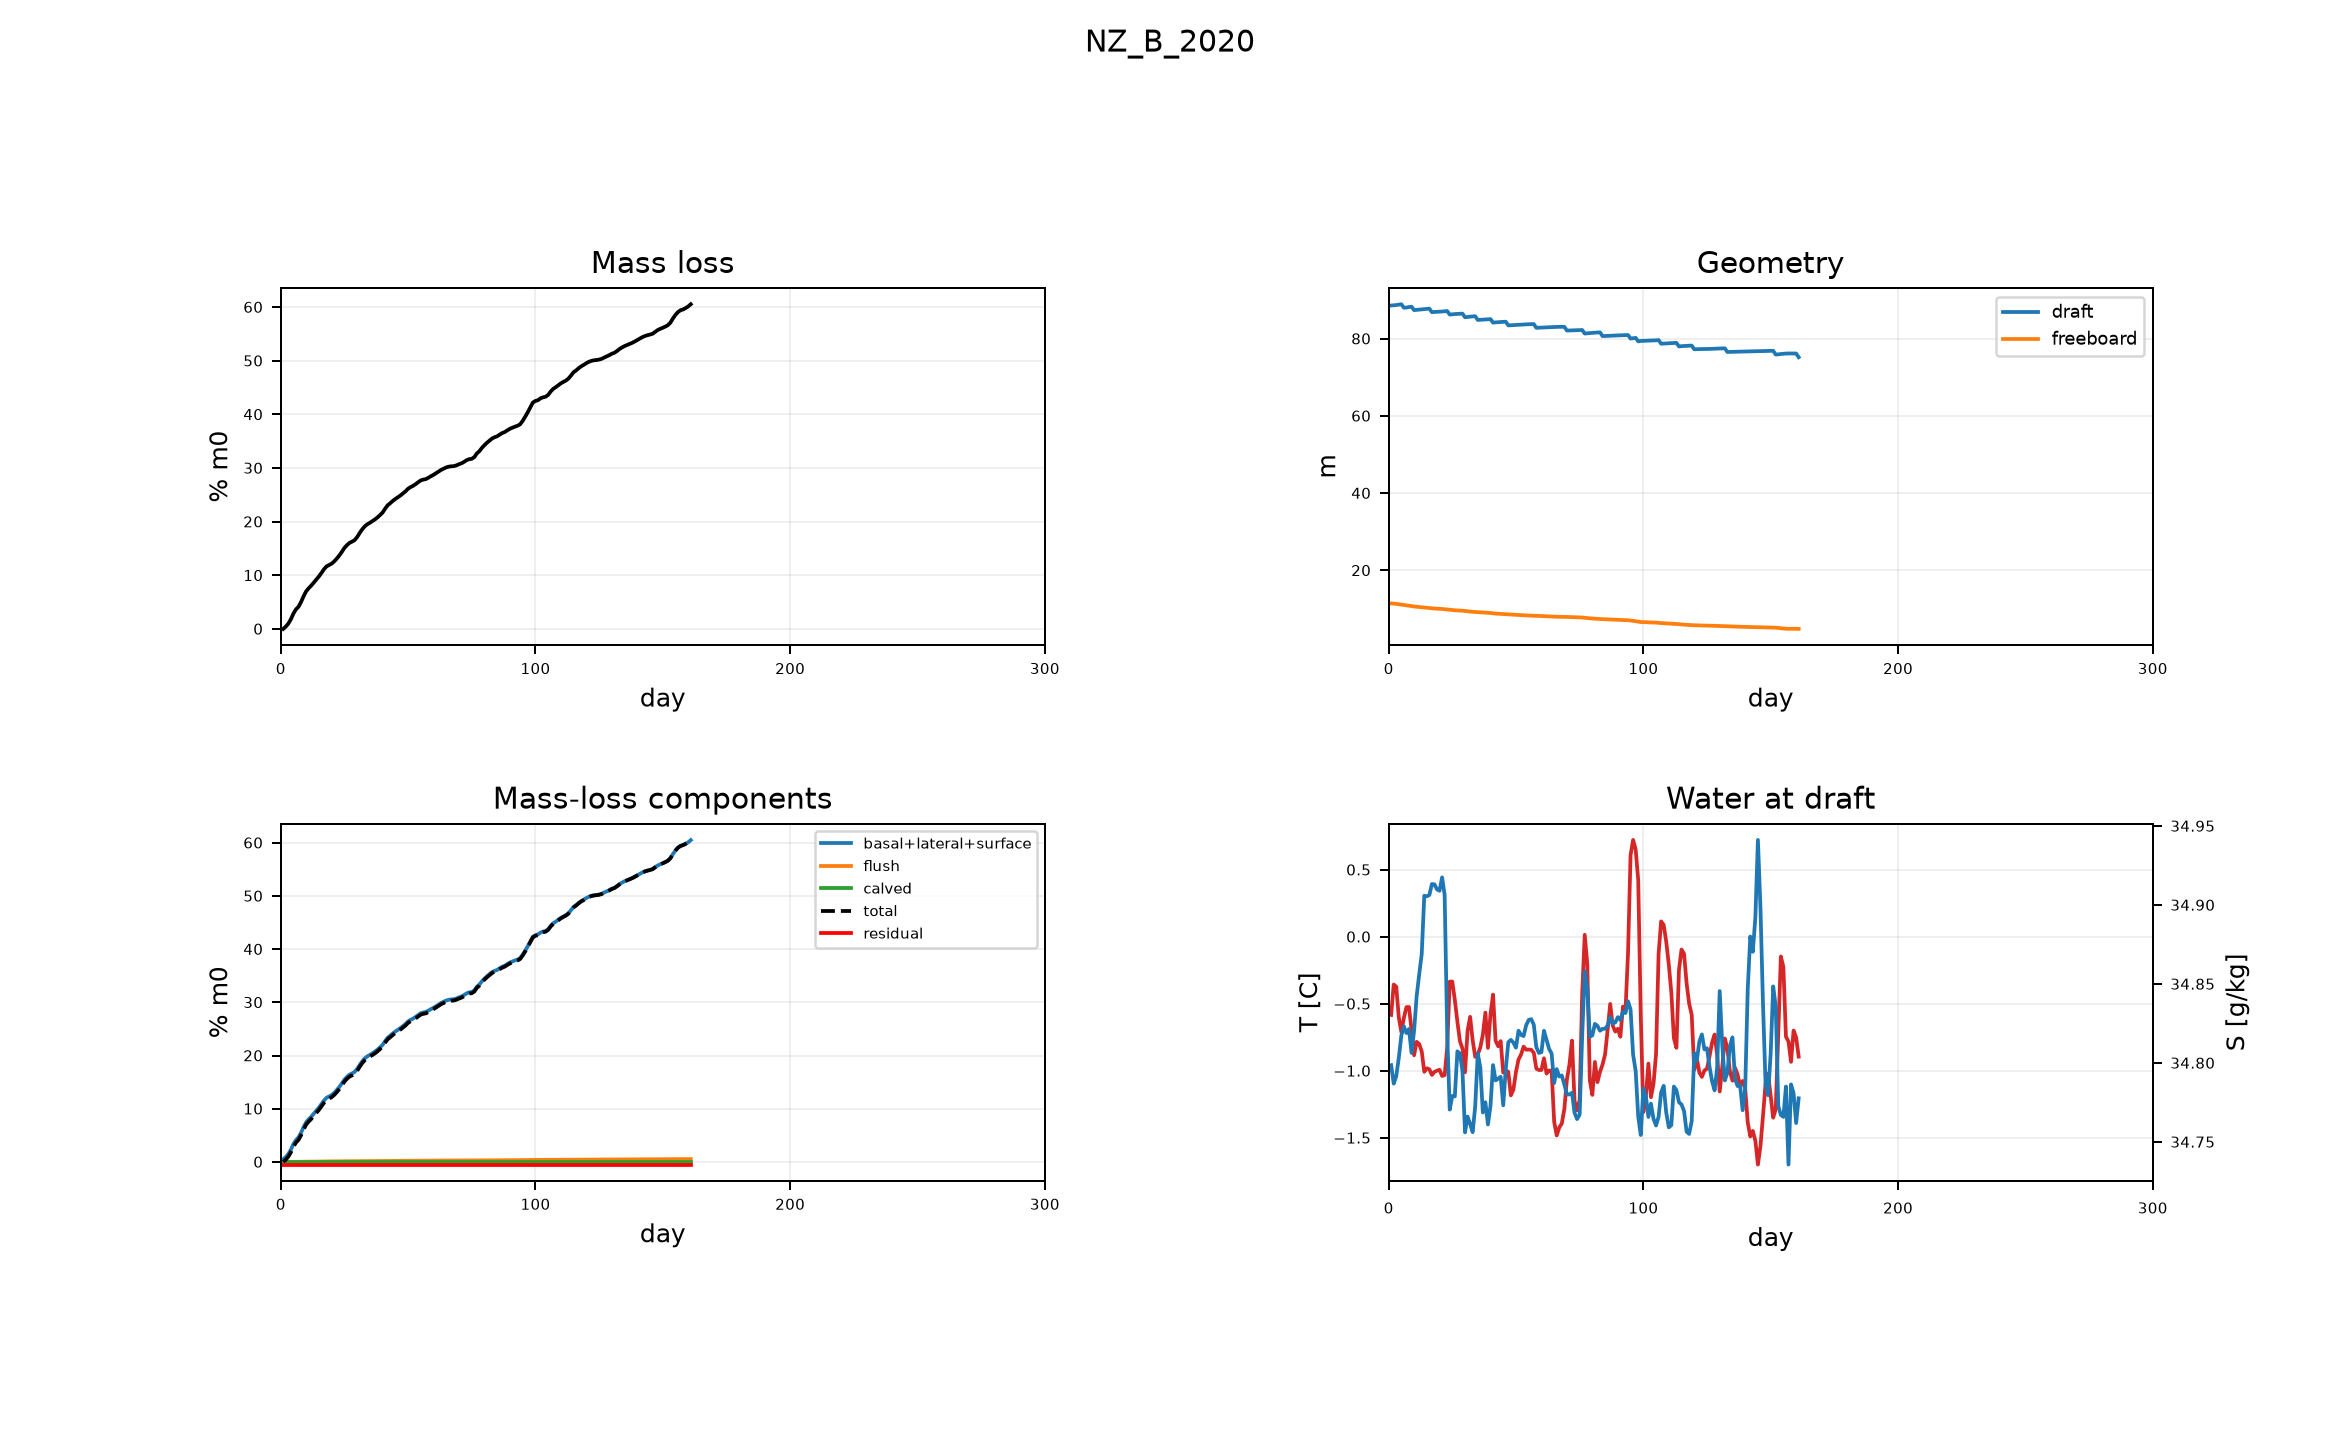 NZ_B_2020
Mass loss
% m0
60
50
40
30
20
10
0
0 100 200 300
day
Geometry
m
80
60
40
20
draft
freeboard
0 100 200 300
day
Mass-loss components
% m0
60
50
40
30
20
10
0
basal+lateral+surface
flush
calved
total
residual
0 100 200 300
day
Water at draft
T [C]
0.5
0.0
−0.5
−1.0
−1.5
34.95
34.90
34.85
34.80
34.75
S [g/kg]
0 100 200 300
day